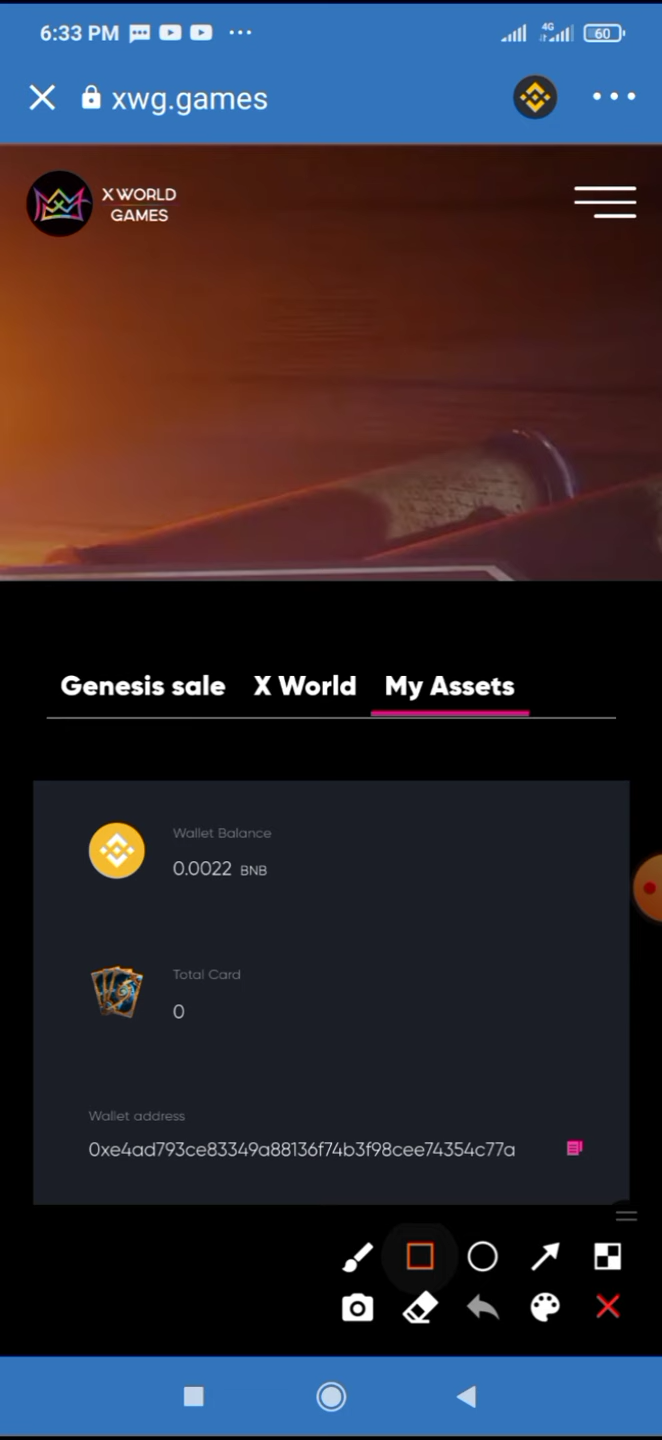 6:33 PM
4G
60
xwg.games
X WORLD
GAMES
Genesis sale X World My Assets
Wallet Balance
0.0022 BNB
Total Card
0
Wallet address
0xe4ad793ce83349a88136f74b3f98cee74354c77a